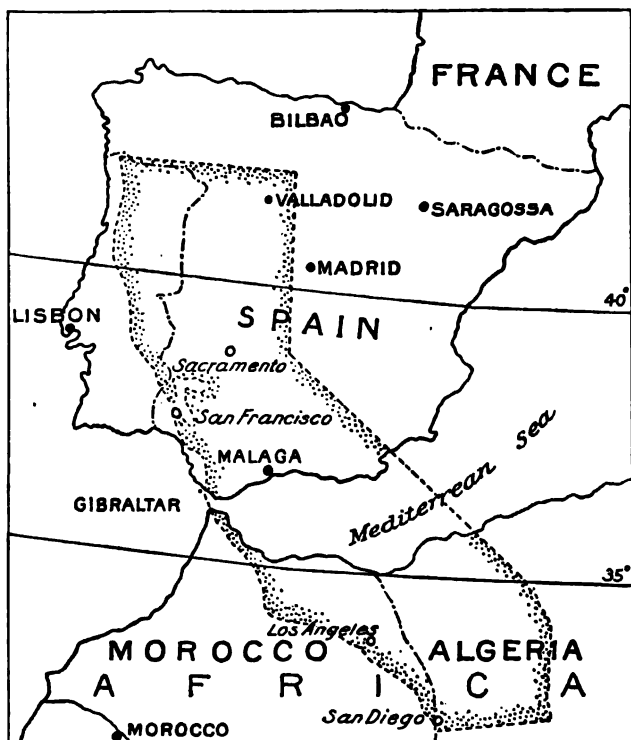 FRANCE
BILBAO
VALLADOLID
SARAGOSSA
MADRID
40°
LISBON
SPAIN
Sacramento
San Francisco
MALAGA
GIBRALTAR
Mediterranean Sea
35°
Los Angeles
MOROCCO ALGERIA
AFRICA
San Diego
MOROCCO